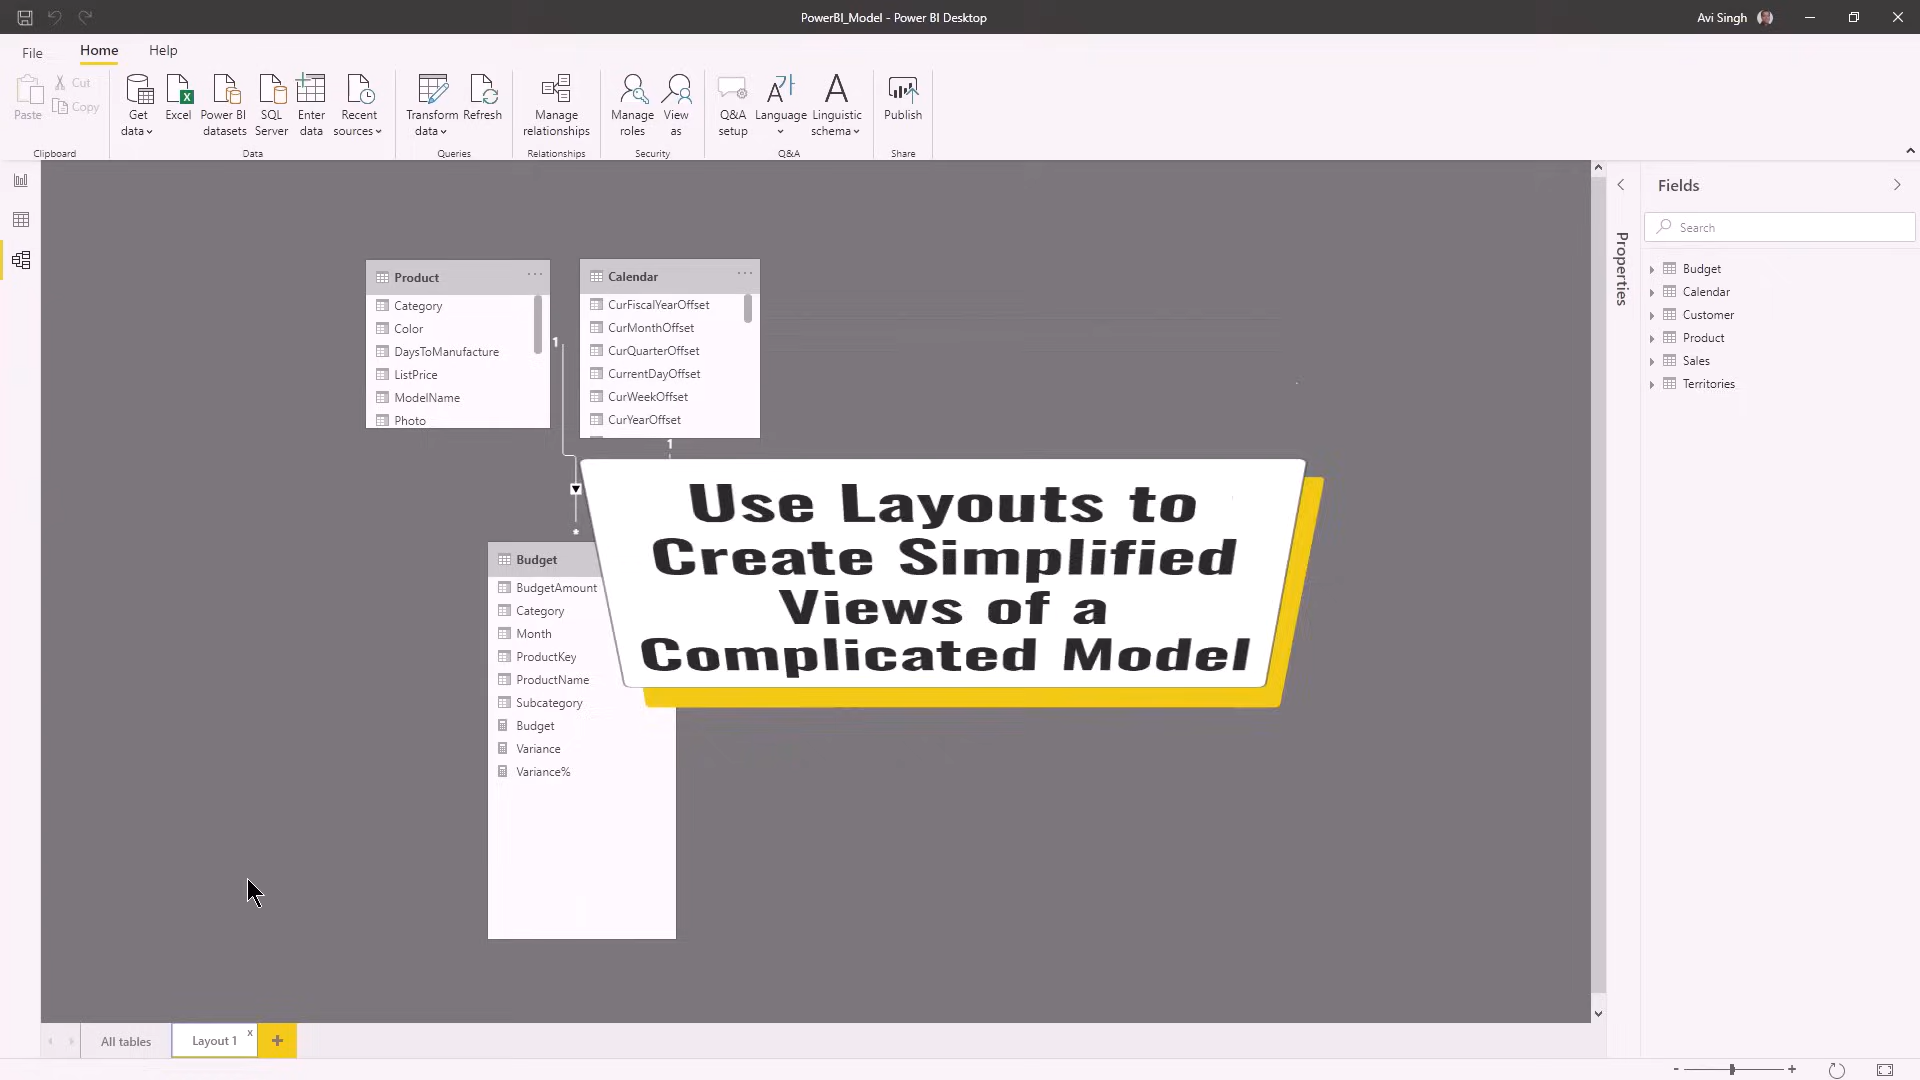 PowerBI_Model - Power BI Desktop
Avi Singh
File
Home
Help
Paste
Cut
Copy
Clipboard
Get
data
Excel
Power BI
datasets
SQL
Server
Enter
data
Recent
sources
Data
Transform
data
Refresh
Queries
Manage
relationships
Relationships
Manage
roles
View
as
Security
Q&A
setup
Language
Linguistic
schema
Q&A
Publish
Share
Product
Category
Color
DaysToManufacture
ListPrice
ModelName
Photo
Calendar
CurFiscalYearOffset
CurMonthOffset
CurQuarterOffset
CurrentDayOffset
CurWeekOffset
CurYearOffset
1
1
*
Budget
BudgetAmount
Category
Month
ProductKey
ProductName
Subcategory
Budget
Variance
Variance%
Use Layouts to
Create Simplified
Views of a
Complicated Model
Properties
Fields
Search
Budget
Calendar
Customer
Product
Sales
Territories
All tables
Layout 1
x
+
- +